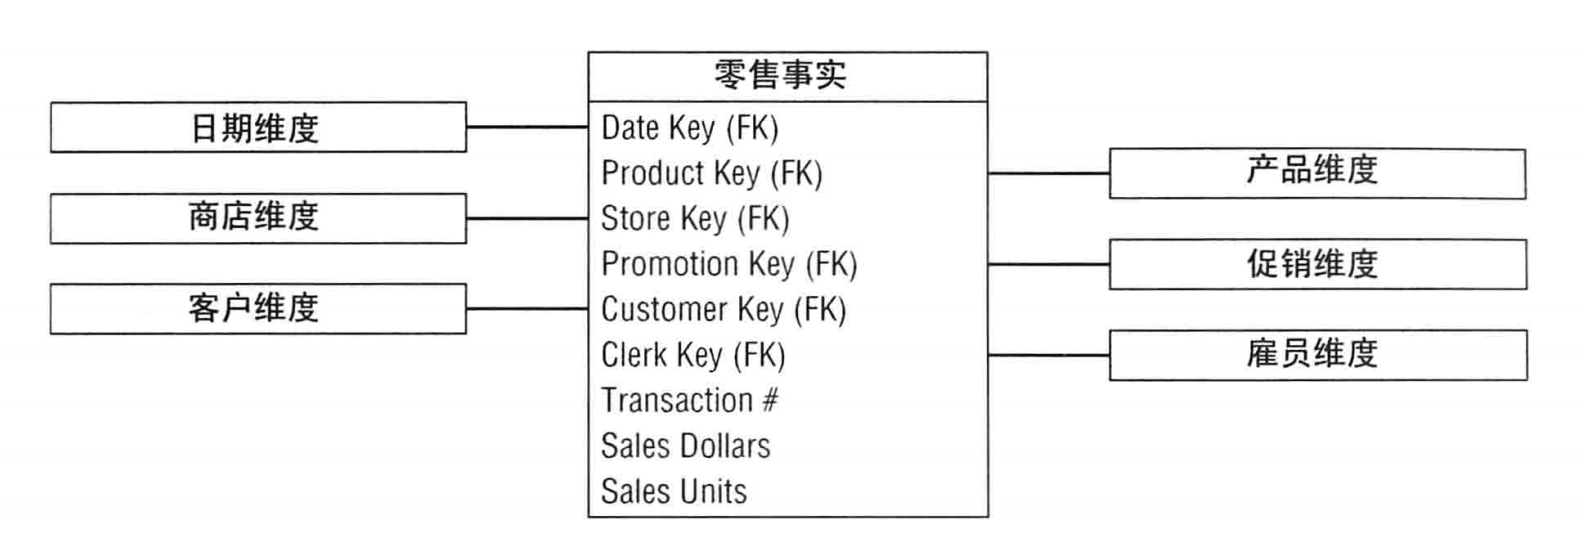 零售事实
日期维度
商店维度
客户维度
Date Key (FK)
Product Key (FK)
Store Key (FK)
Promotion Key (FK)
Customer Key (FK)
Clerk Key (FK)
Transaction #
Sales Dollars
Sales Units
产品维度
促销维度
雇员维度